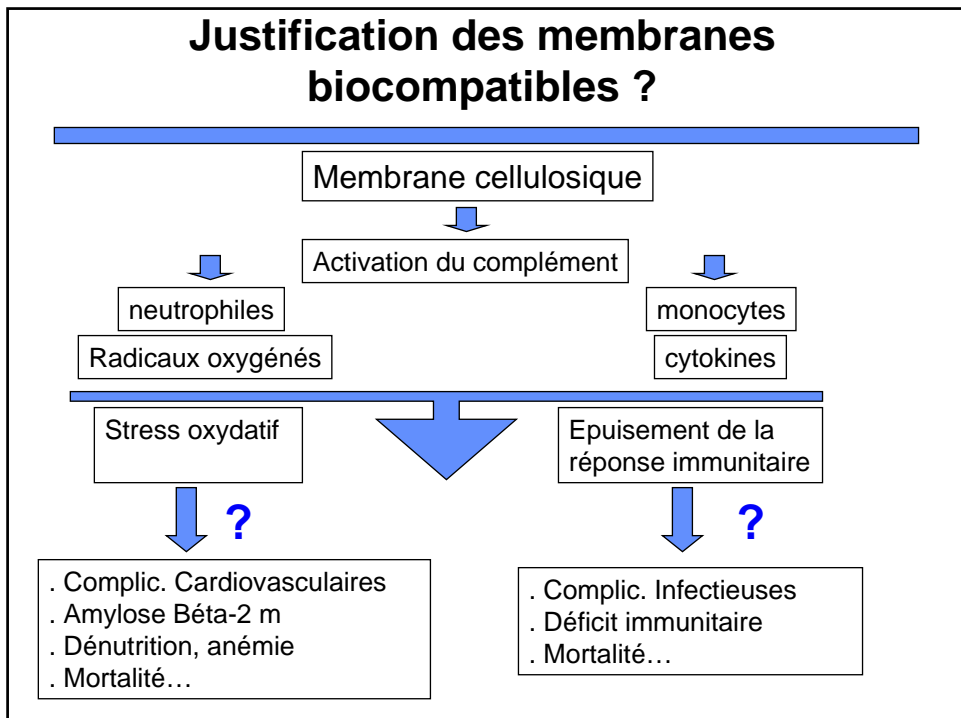 Justification des membranes
biocompatibles ?
Membrane cellulosique
Activation du complément
neutrophiles
monocytes
Radicaux oxygénés
cytokines
Stress oxydatif
Epuisement de la
réponse immunitaire
?
?
. Complic. Cardiovasculaires
. Amylose Béta-2 m
. Dénutrition, anémie
. Mortalité…
. Complic. Infectieuses
. Déficit immunitaire
. Mortalité…